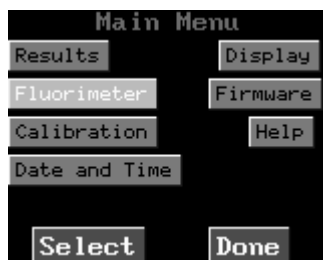 Main Menu
Results Display
Fluorimeter Firmware
Calibration Help
Date and Time
Select Done